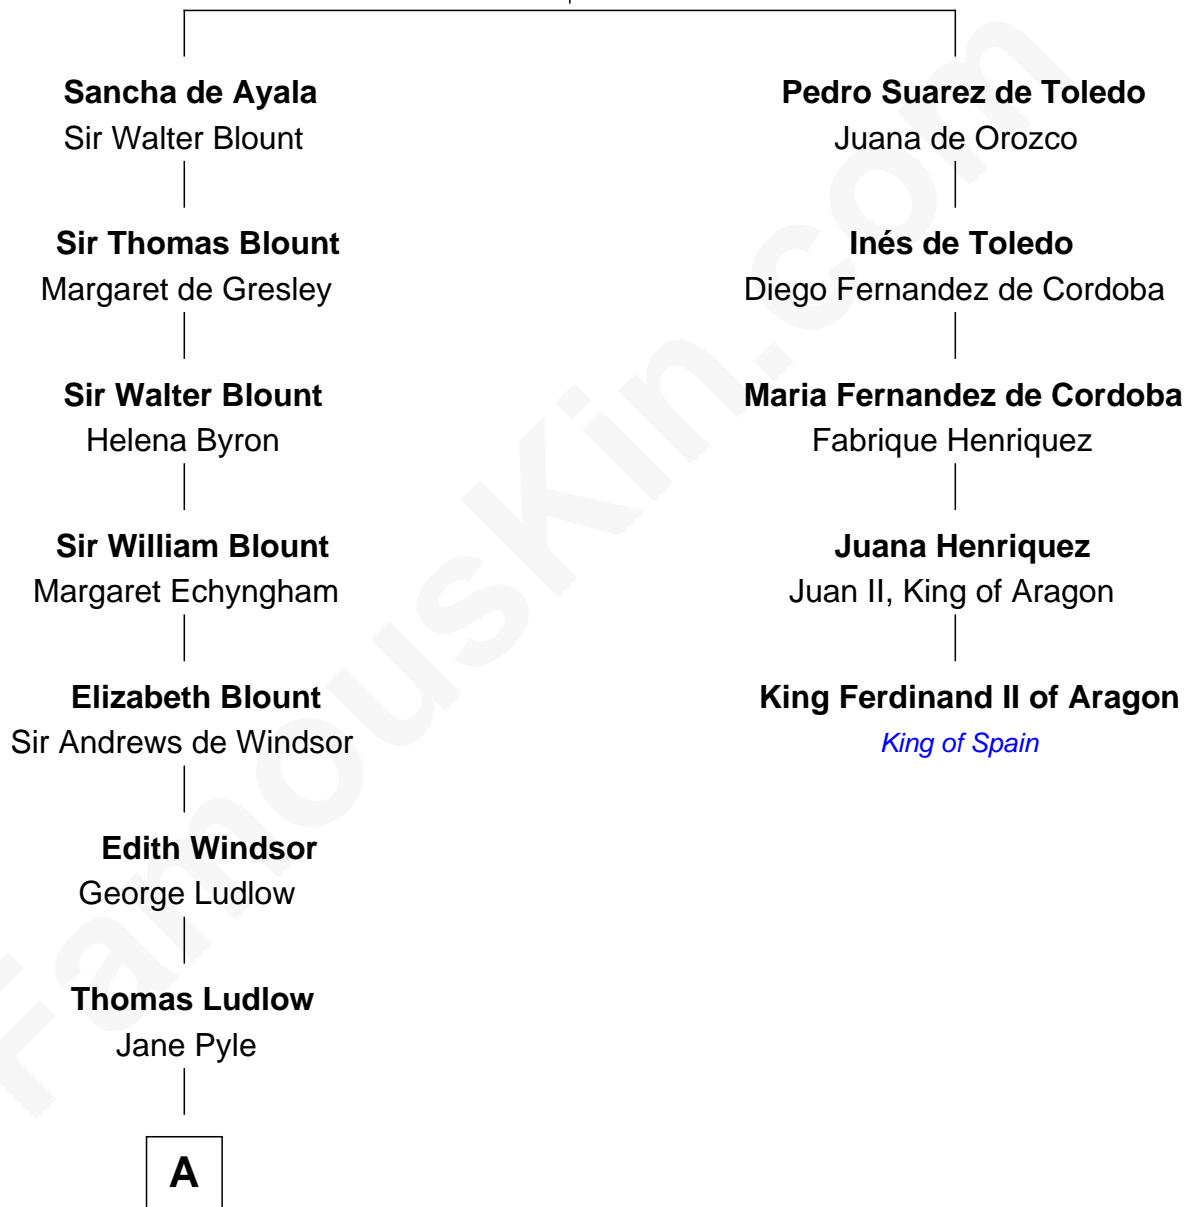 Sancha de Ayala
Sir Walter Blount
Sir Thomas Blount
Margaret de Gresley
Sir Walter Blount
Helena Byron
Sir William Blount
Margaret Echyngham
Elizabeth Blount
Sir Andrews de Windsor
Edith Windsor
George Ludlow
Thomas Ludlow
Jane Pyle
A
Pedro Suarez de Toledo
Juana de Orozco
Inés de Toledo
Diego Fernandez de Cordoba
Maria Fernandez de Cordoba
Fabrique Henriquez
Juana Henriquez
Juan II, King of Aragon
King Ferdinand II of Aragon
King of Spain
FamousKin.com